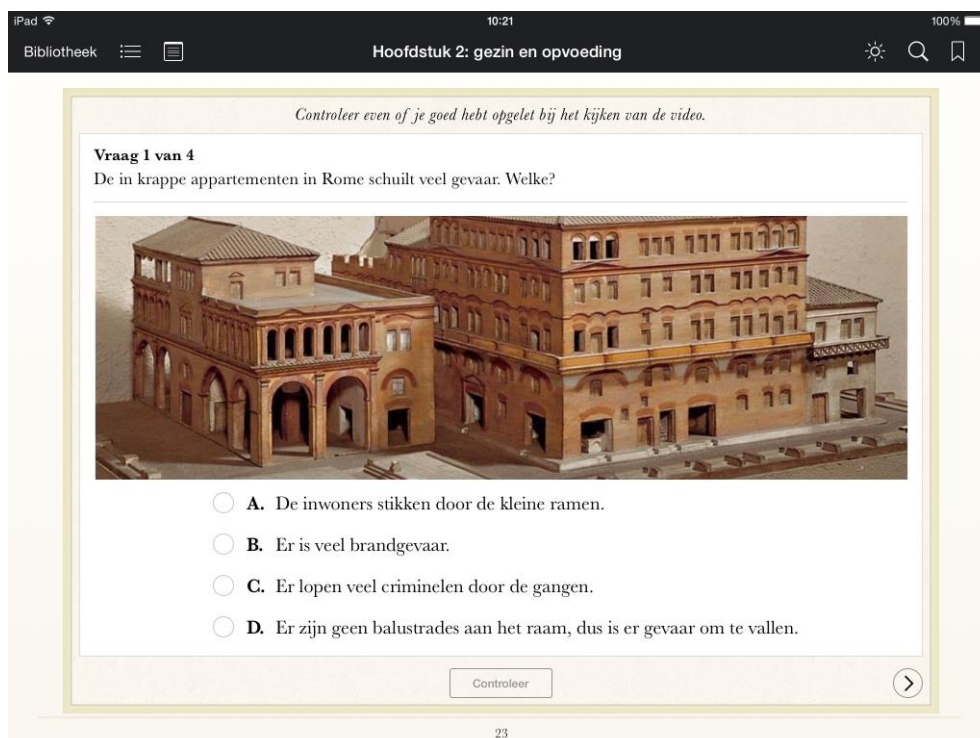 iPad 10:21 100%
Bibliotheek Hoofdstuk 2: gezin en opvoeding
Controleer even of je goed hebt opgelet bij het kijken van de video.
Vraag 1 van 4
De in krappe appartementen in Rome schuilt veel gevaar. Welke?
A. De inwoners stikken door de kleine ramen.
B. Er is veel brandgevaar.
C. Er lopen veel criminelen door de gangen.
D. Er zijn geen balustrades aan het raam, dus is er gevaar om te vallen.
Controleer
23